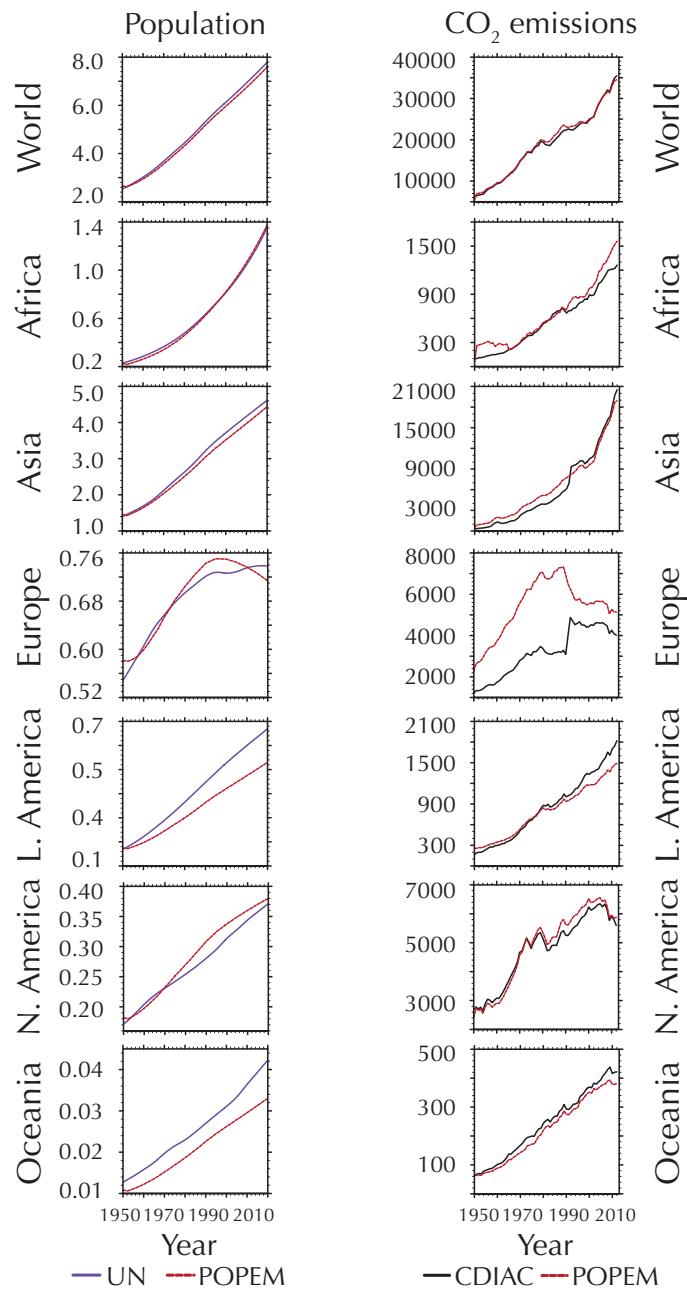 Population
CO₂ emissions
World
8.0
6.0
4.0
2.0
40000
30000
20000
10000
World
Africa
1.4
1.0
0.6
0.2
1500
900
300
Africa
Asia
5.0
4.0
3.0
2.0
1.0
21000
15000
9000
3000
Asia
Europe
0.76
0.68
0.60
0.52
8000
6000
4000
2000
Europe
L. America
0.7
0.5
0.4
0.1
2100
1500
900
300
L. America
N. America
0.40
0.35
0.30
0.25
0.20
7000
5000
3000
N. America
Oceania
0.04
0.03
0.02
0.01
500
300
100
Oceania
1950 1970 1990 2010
1950 1970 1990 2010
Year
Year
UN POPEM
CDIAC POPEM